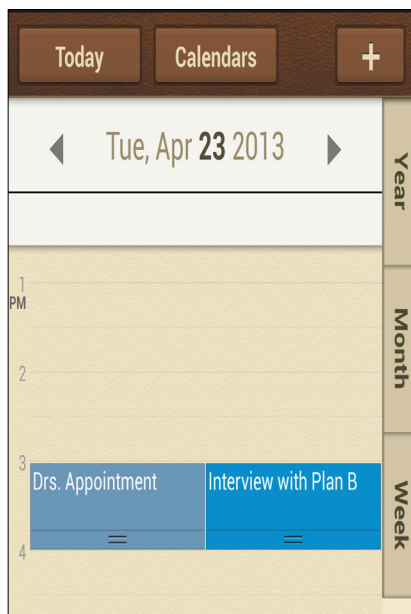 Today Calendars +
Tue, Apr 23 2013
Year
Month
Week
1
PM
2
3
Drs. Appointment Interview with Plan B
4